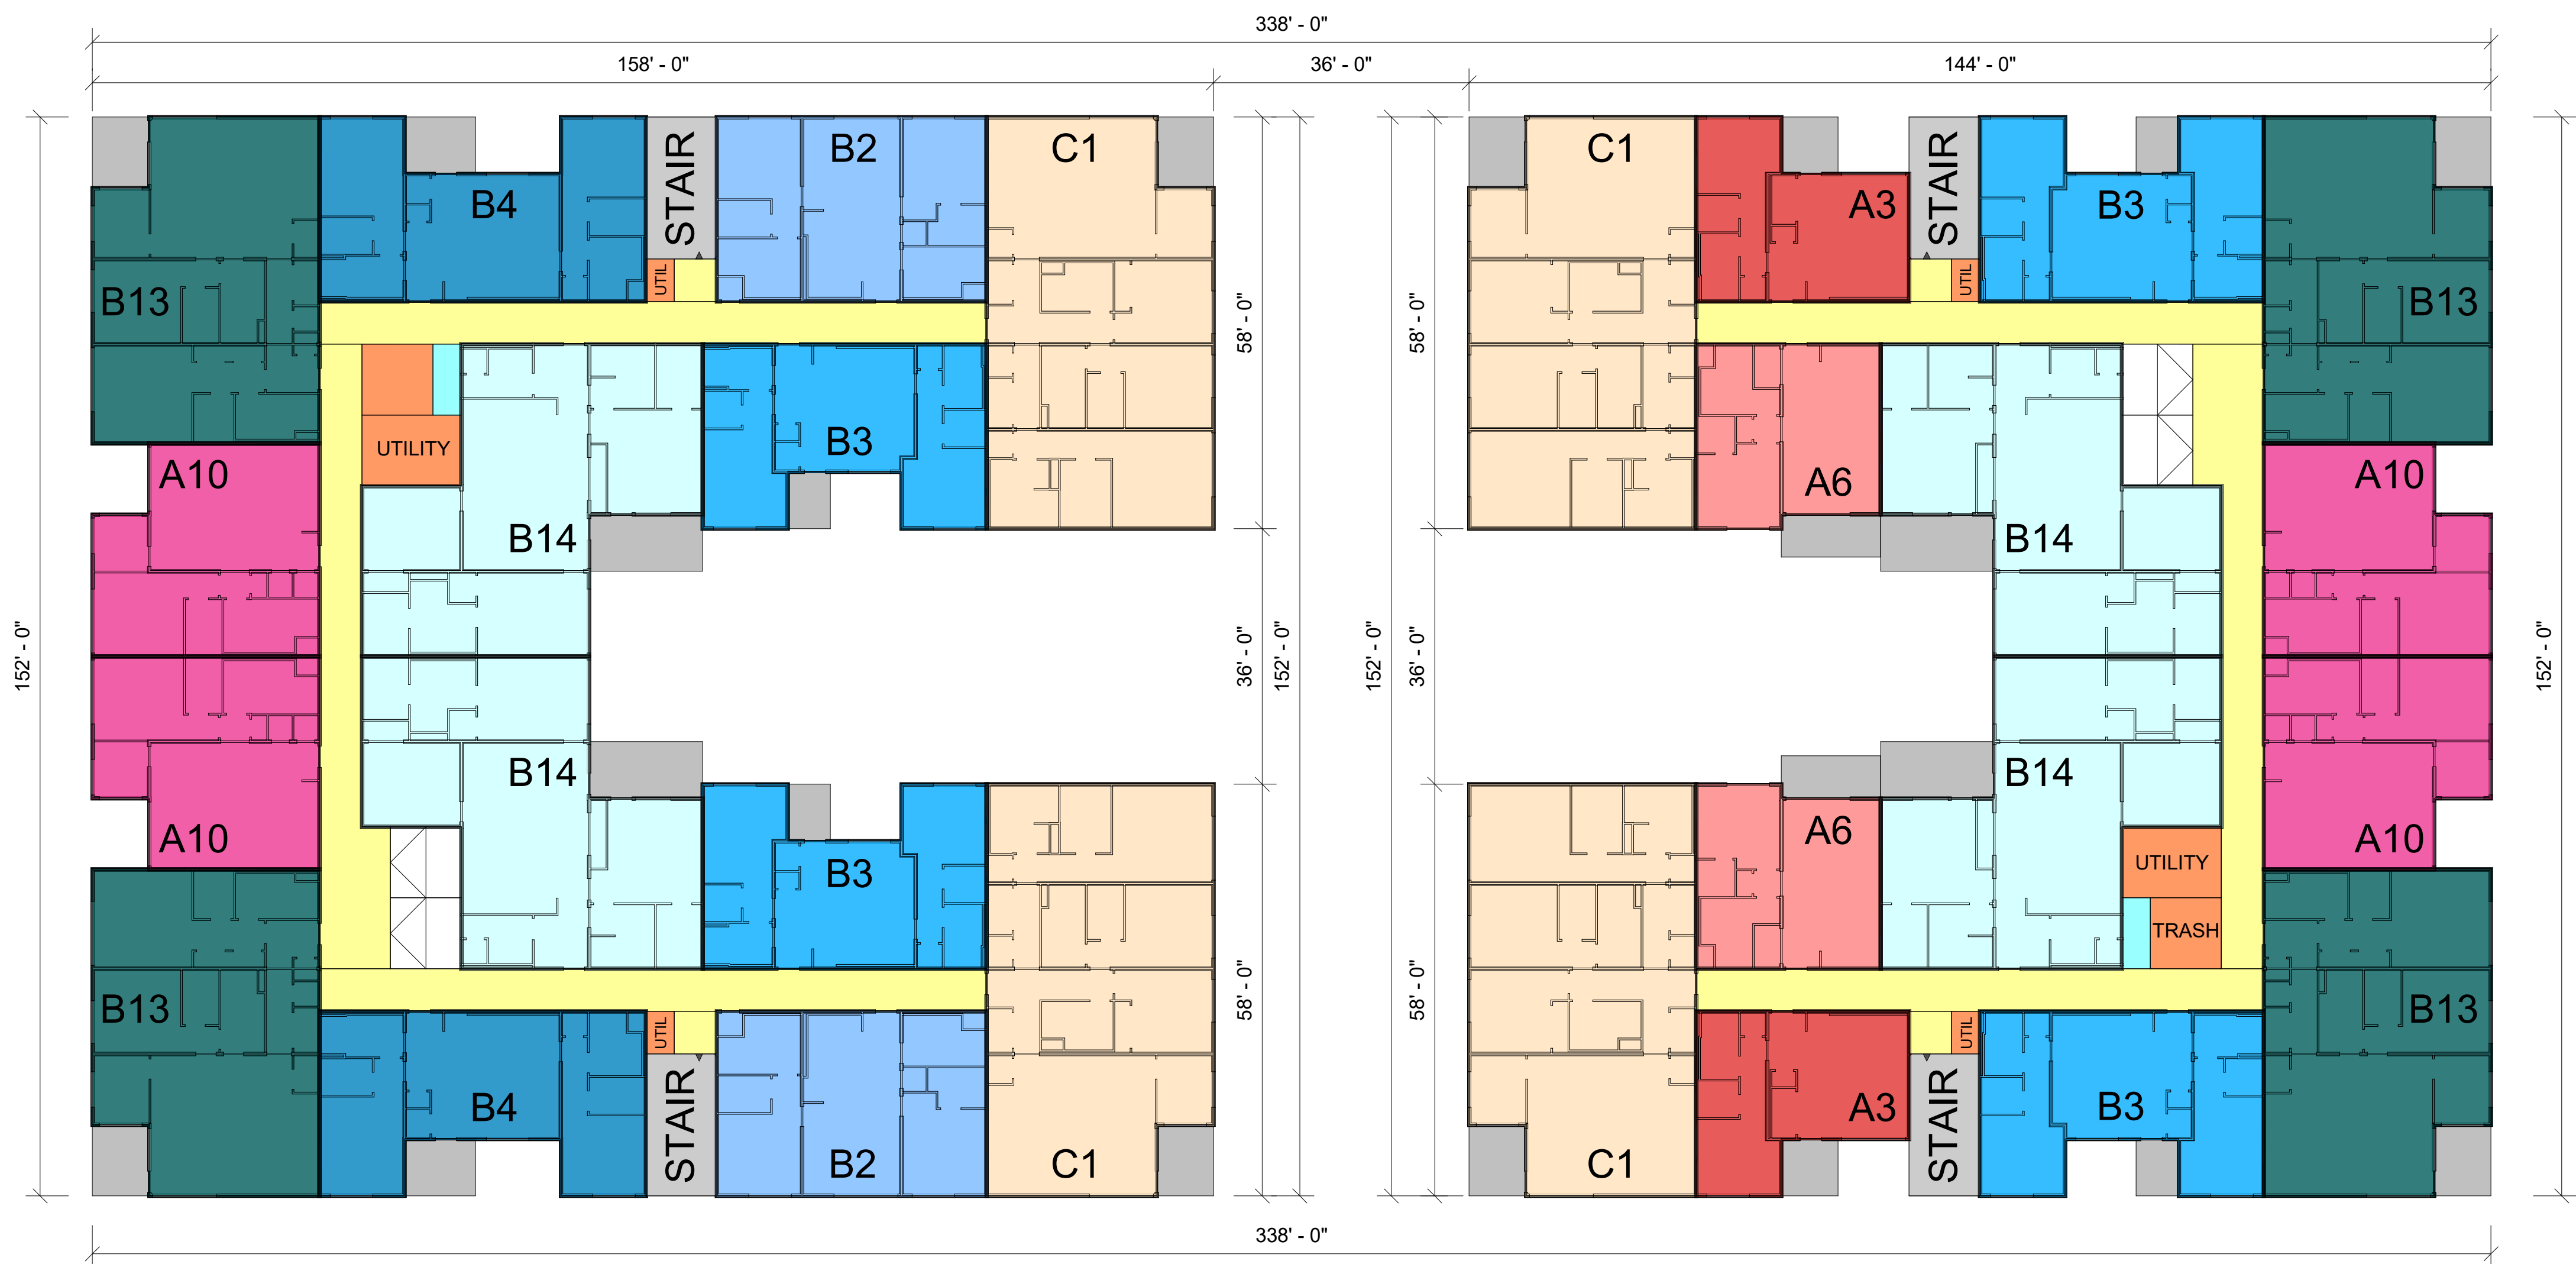 338' - 0"
158' - 0"
36' - 0"
144' - 0"
B4
STAIR
B2
C1
C1
A3
STAIR
B3
UTIL
UTIL
B13
B13
58' - 0"
58' - 0"
UTILITY
B3
A10
A6
A10
B14
B14
152' - 0"
36' - 0"
152' - 0"
152' - 0"
36' - 0"
152' - 0"
B14
B14
A10
B3
A6
UTILITY
A10
TRASH
B13
58' - 0"
58' - 0"
B13
UTIL
UTIL
B4
STAIR
B2
C1
C1
A3
STAIR
B3
338' - 0"